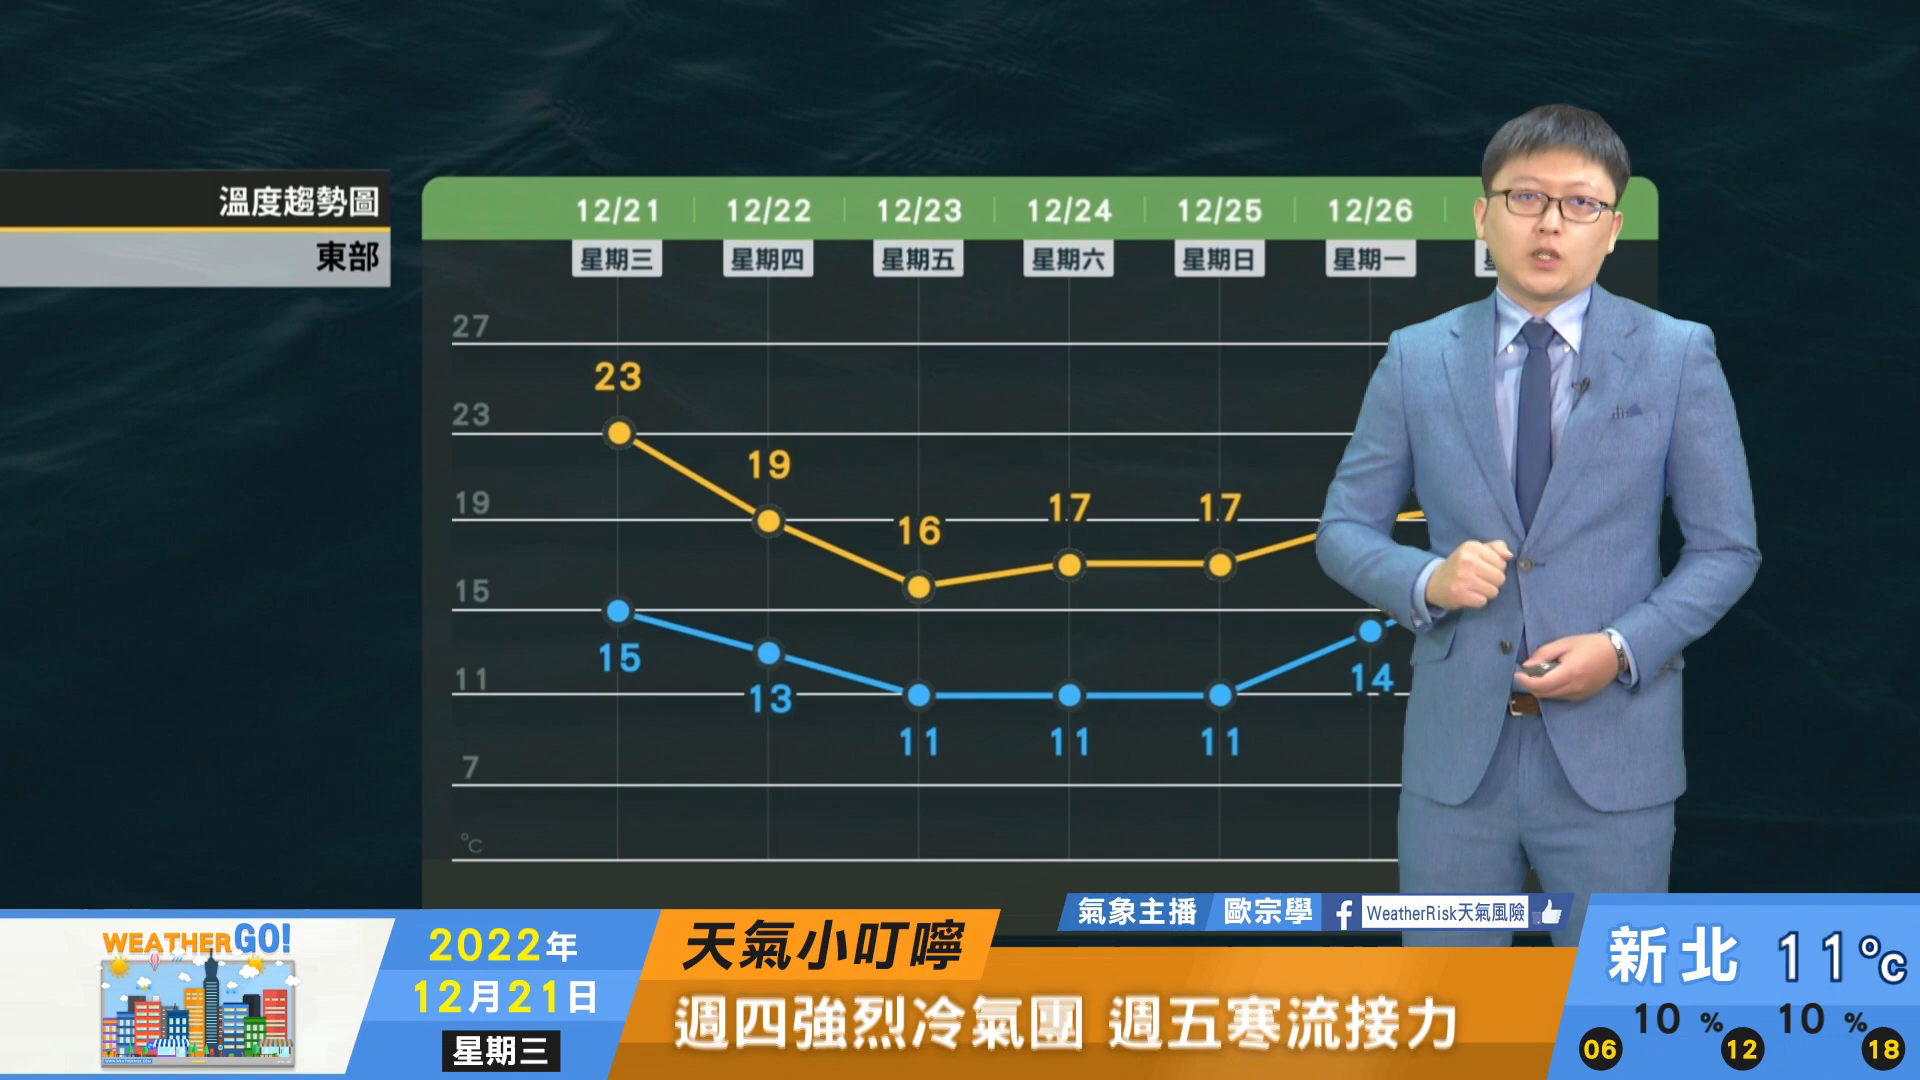 溫度趨勢圖
東部
12/21 12/22 12/23 12/24 12/25 12/26
星期三 星期四 星期五 星期六 星期日 星期一
27
23
23
19
19
16
17
17
15
15
13
11
11
11
11
14
7
°C
氣象主播 歐宗學 WeatherRisk天氣風險
WEATHERGO!
2022年
12月21日
星期三
天氣小叮嚀
週四強烈冷氣團 週五寒流接力
新北 11°C
10 % 10 %
06 12 18